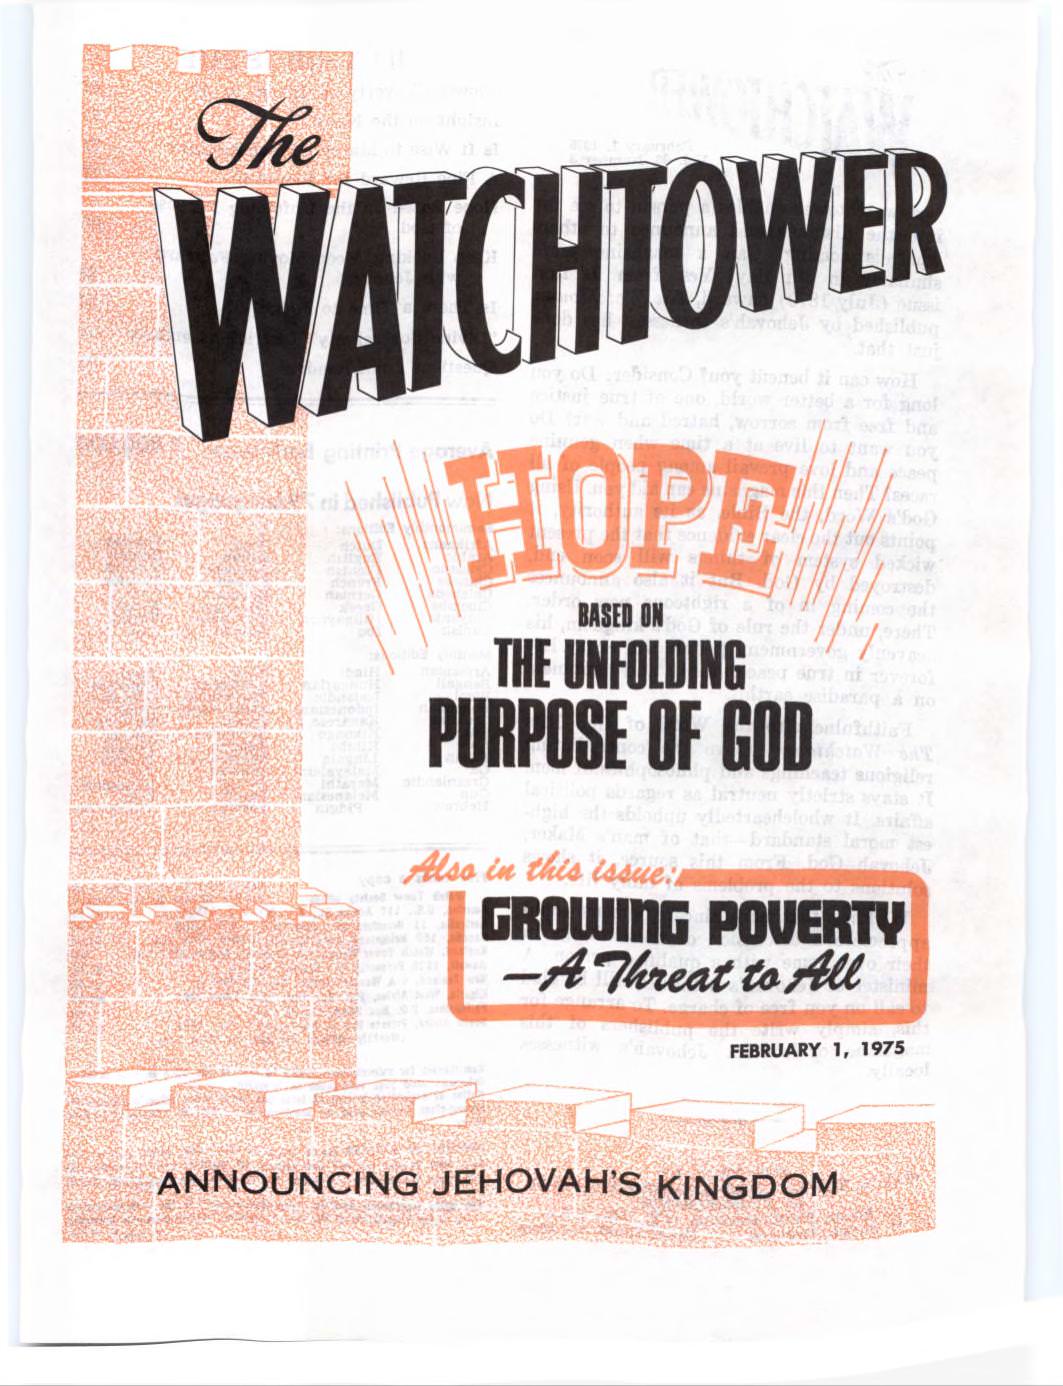 The
WATCHTOWER
HOPE
BASED ON
THE UNFOLDING
PURPOSE OF GOD
Also in this issue:
GROWING POVERTY
—A Threat to All
FEBRUARY 1, 1975
ANNOUNCING JEHOVAH'S KINGDOM